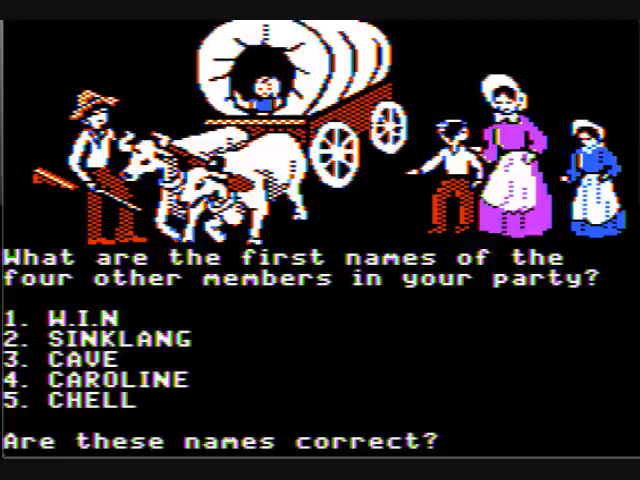 What are the first names of the
four other members in your party?
1. W.I.N
2. SINKLANG
3. CAVE
4. CAROLINE
5. CHELL
Are these names correct?